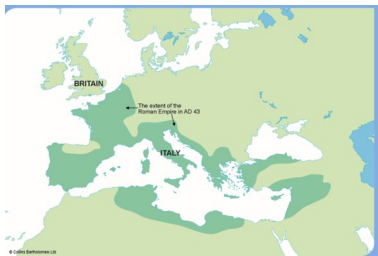 BRITAIN
The extent of the
Roman Empire in AD 43
ITALY
© Collins Bartholomew Ltd